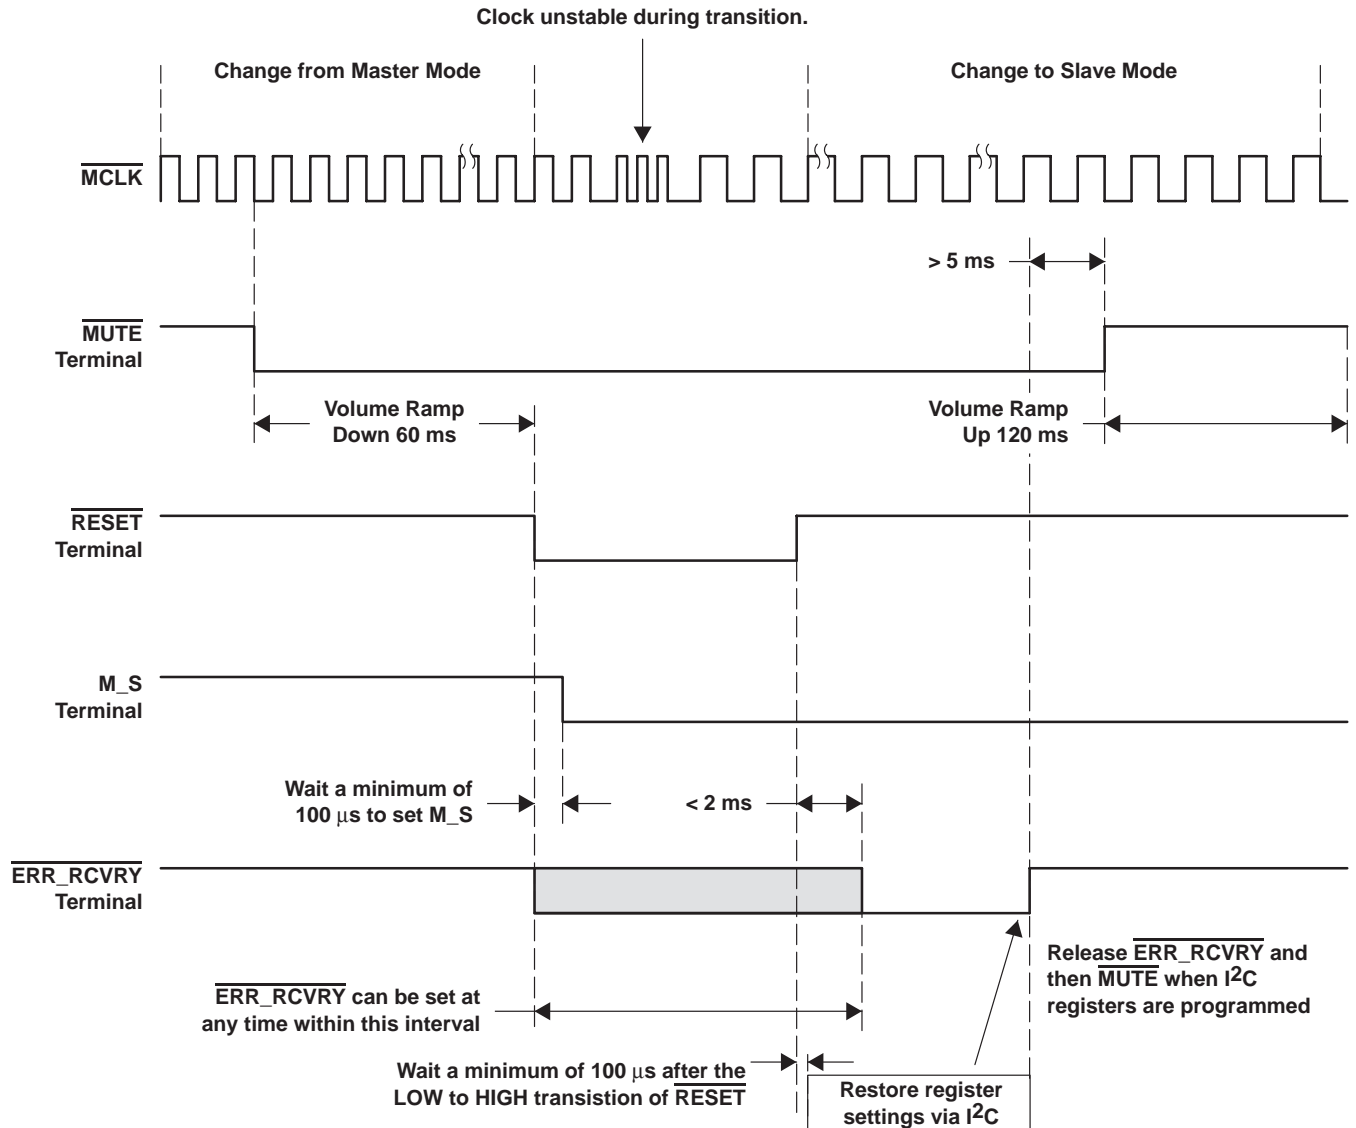 Clock unstable during transition.
Change from Master Mode
Change to Slave Mode
MCLK
> 5 ms
MUTE
Terminal
Volume Ramp
Down 60 ms
Volume Ramp
Up 120 ms
RESET
Terminal
M_S
Terminal
Wait a minimum of
100 μs to set M_S
< 2 ms
ERR_RCVRY
Terminal
Release ERR_RCVRY and
then MUTE when I2C
registers are programmed
ERR_RCVRY can be set at
any time within this interval
Wait a minimum of 100 μs after the
LOW to HIGH transistion of RESET
Restore register
settings via I2C